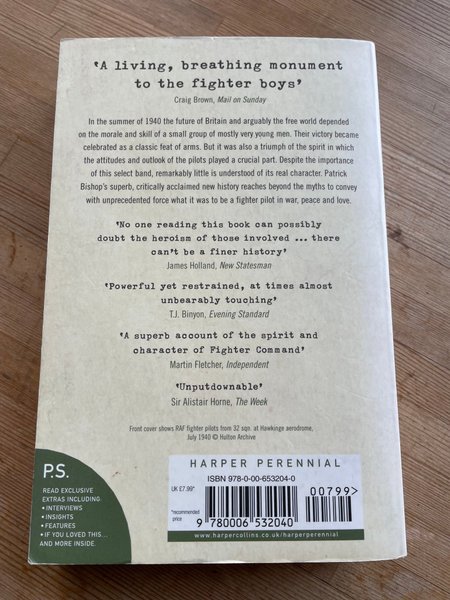 ‘A living, breathing monument
to the fighter boys’
Craig Brown, Mail on Sunday
In the summer of 1940 the future of Britain and arguably the free world depended
on the morale and skill of a small group of mostly very young men. Their victory became
celebrated as a classic feat of arms. But it was also a triumph of the spirit in which
the attitudes and outlook of the pilots played a crucial part. Despite the importance of
this select band, remarkably little is understood of its real character. Patrick
Bishop's superb, critically acclaimed new history reaches beyond the myths to convey
with unprecedented force what it was to be a fighter pilot in war, peace and love.
‘No one reading this book can possibly
doubt the heroism of those involved ... there
can't be a finer history’
James Holland, New Statesman
‘Powerful yet restrained, at times almost
unbearably touching’
T.J. Binyon, Evening Standard
‘A superb account of the spirit and
character of Fighter Command’
Martin Fletcher, Independent
‘Unputdownable’
Sir Alistair Horne, The Week
Front cover shows RAF fighter pilots from 32 sqn. at Hawkinge aerodrome,
July 1940 © Hulton Archive
P.S.
READ EXCLUSIVE
EXTRAS INCLUDING:
• INTERVIEWS
• INSIGHTS
• FEATURES
• IF YOU LOVED THIS...
AND MORE INSIDE.
HARPER PERENNIAL
ISBN 978-0-00-653204-0
UK £7.99*
00799>
*recommended
price
9 780006 532040
www.harpercollins.co.uk/harperperennial